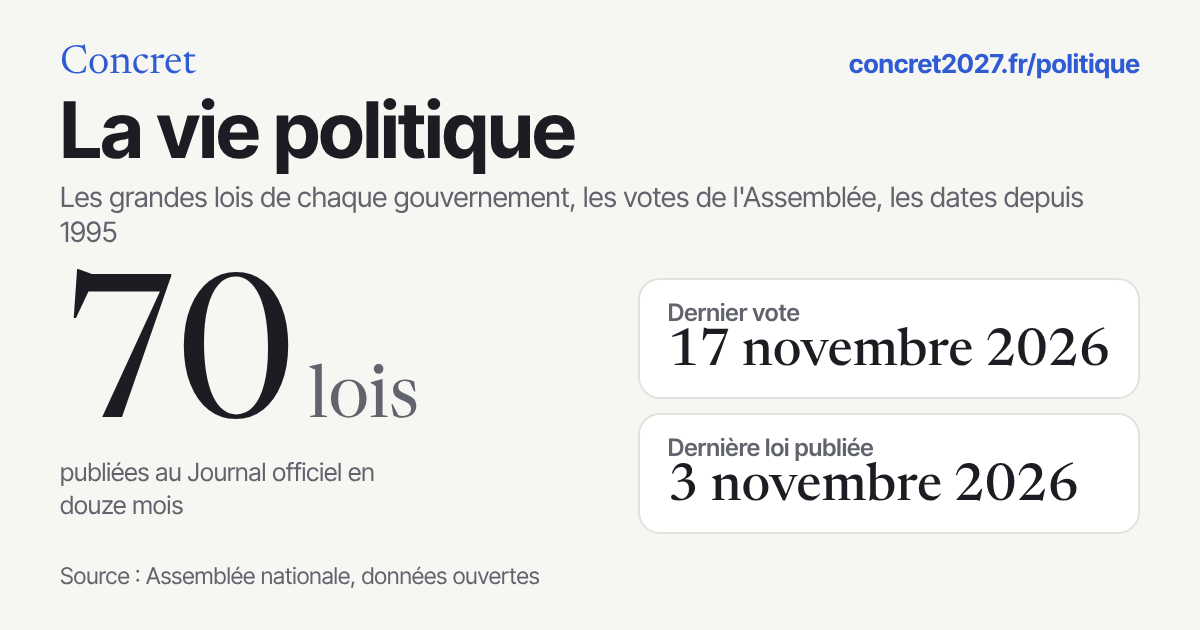 Concret
concret2027.fr/politique
La vie politique
Les grandes lois de chaque gouvernement, les votes de l'Assemblée, les dates depuis
1995
70 lois
publiées au Journal officiel en
douze mois
Dernier vote
17 novembre 2026
Dernière loi publiée
3 novembre 2026
Source : Assemblée nationale, données ouvertes